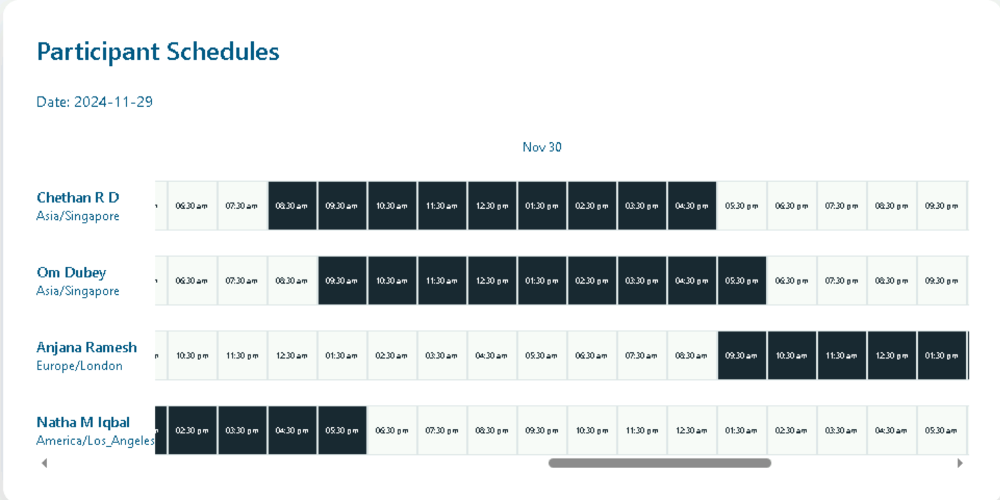 Participant Schedules
Date: 2024-11-29
Nov 30
Chethan R D
Asia/Singapore
06:30 am 07:30 am 08:30 am 09:30 am 10:30 am 11:30 am 12:30 pm 01:30 pm 02:30 pm 03:30 pm 04:30 pm 05:30 pm 06:30 pm 07:30 pm 08:30 pm 09:30 pm
Om Dubey
Asia/Singapore
06:30 am 07:30 am 08:30 am 09:30 am 10:30 am 11:30 am 12:30 pm 01:30 pm 02:30 pm 03:30 pm 04:30 pm 05:30 pm 06:30 pm 07:30 pm 08:30 pm 09:30 pm
Anjana Ramesh
Europe/London
10:30 pm 11:30 pm 12:30 am 01:30 am 02:30 am 03:30 am 04:30 am 05:30 am 06:30 am 07:30 am 08:30 am 09:30 am 10:30 am 11:30 am 12:30 pm 01:30 pm
Natha M Iqbal
America/Los_Angeles
02:30 pm 03:30 pm 04:30 pm 05:30 pm 06:30 pm 07:30 pm 08:30 pm 09:30 pm 10:30 pm 11:30 pm 12:30 am 01:30 am 02:30 am 03:30 am 04:30 am 05:30 am